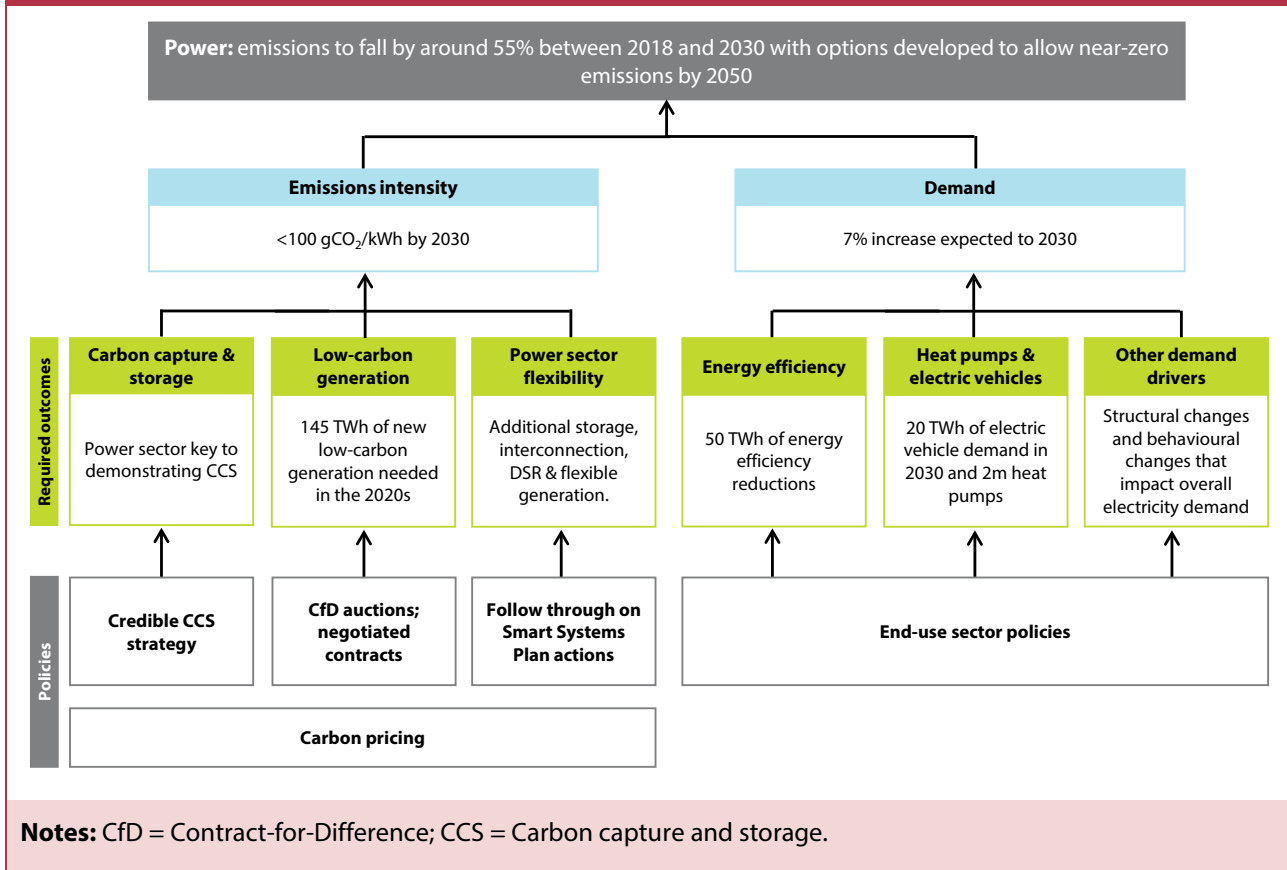 Power: emissions to fall by around 55% between 2018 and 2030 with options developed to allow near-zero
emissions by 2050
Emissions intensity
<100 gCO₂/kWh by 2030
Demand
7% increase expected to 2030
Required outcomes
Carbon capture &
storage
Power sector key to
demonstrating CCS
Low-carbon
generation
145 TWh of new
low-carbon
generation needed
in the 2020s
Power sector
flexibility
Additional storage,
interconnection,
DSR & flexible
generation.
Energy efficiency
50 TWh of energy
efficiency
reductions
Heat pumps &
electric vehicles
20 TWh of electric
vehicle demand in
2030 and 2m heat
pumps
Other demand
drivers
Structural changes
and behavioural
changes that
impact overall
electricity demand
Policies
Credible CCS
strategy
CfD auctions;
negotiated
contracts
Follow through on
Smart Systems
Plan actions
End-use sector policies
Carbon pricing
Notes: CfD = Contract-for-Difference; CCS = Carbon capture and storage.